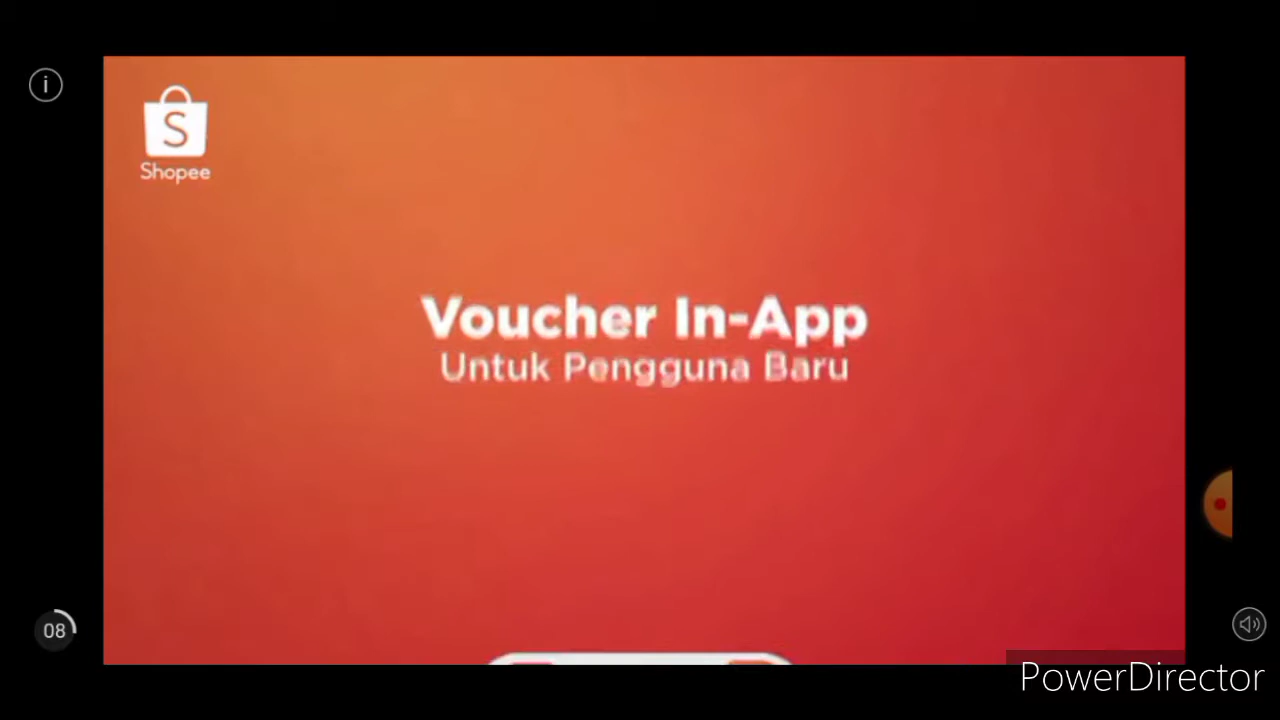 i
S
Shopee
Voucher In-App
Untuk Pengguna Baru
08
PowerDirector